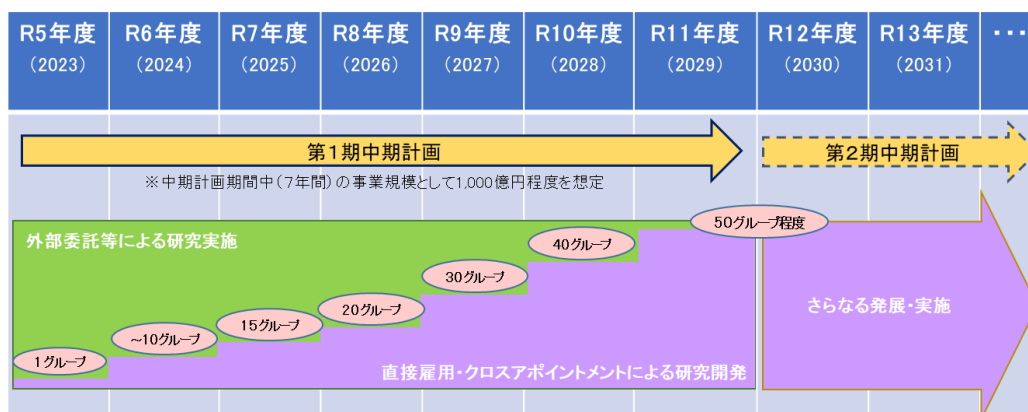 R5年度 R6年度 R7年度 R8年度 R9年度 R10年度 R11年度 R12年度 R13年度 ・・・
(2023) (2024) (2025) (2026) (2027) (2028) (2029) (2030) (2031)
第1期中期計画 第2期中期計画
※中期計画期間中(7年間)の事業規模として1,000億円程度を想定
外部委託等による研究実施
50グループ程度
40グループ
30グループ
20グループ
15グループ
~10グループ
1グループ
さらなる発展・実施
直接雇用・クロスアポイントメントによる研究開発